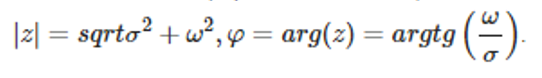 |z| = sqrtσ² + ω², φ = arg(z) = argtg (ω/σ).